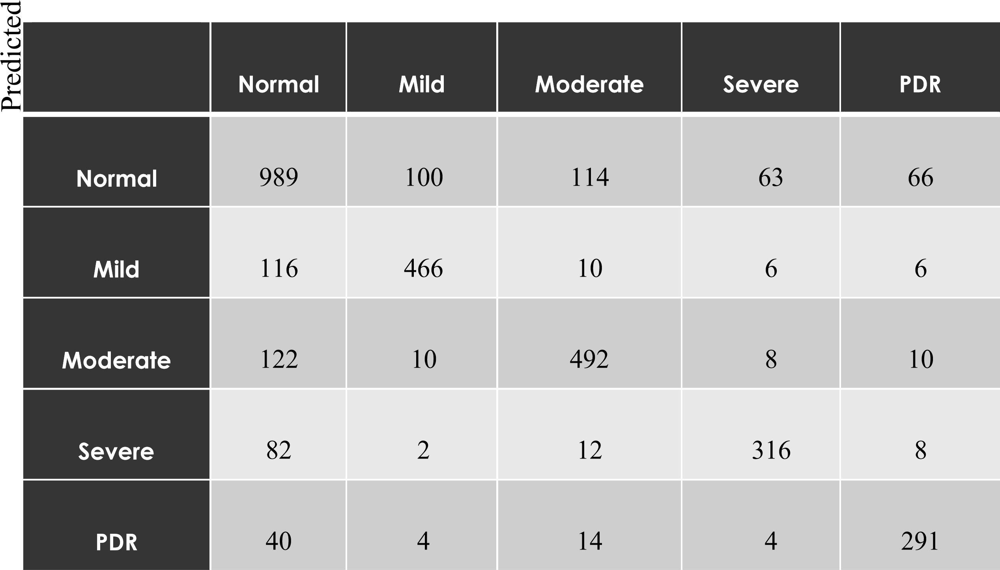 Predicted
Normal Mild Moderate Severe PDR
Normal 989 100 114 63 66
Mild 116 466 10 6 6
Moderate 122 10 492 8 10
Severe 82 2 12 316 8
PDR 40 4 14 4 291